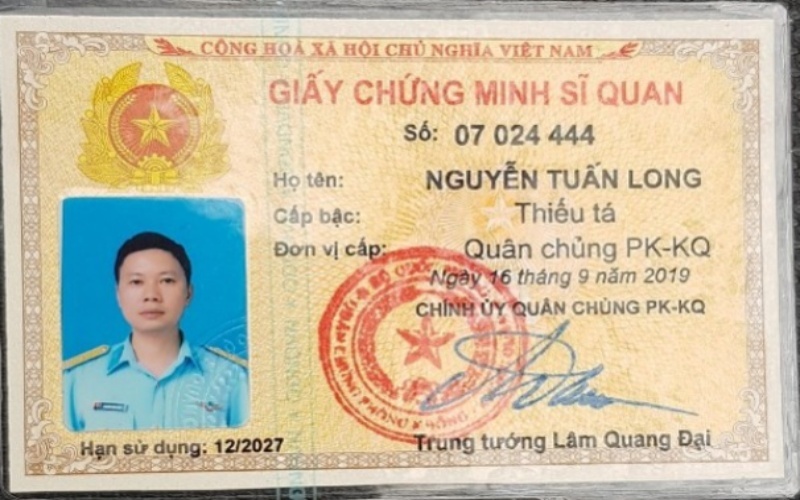 CỘNG HOÀ XÃ HỘI CHỦ NGHĨA VIỆT NAM
GIẤY CHỨNG MINH SĨ QUAN
Số: 07 024 444
Họ tên: NGUYỄN TUẤN LONG
Cấp bậc: Thiếu tá
Đơn vị cấp: Quân chủng PK-KQ
Ngày 16 tháng 9 năm 2019
CHÍNH ỦY QUÂN CHỦNG PK-KQ
Hạn sử dụng: 12/2027
Trung tướng Lâm Quang Đại